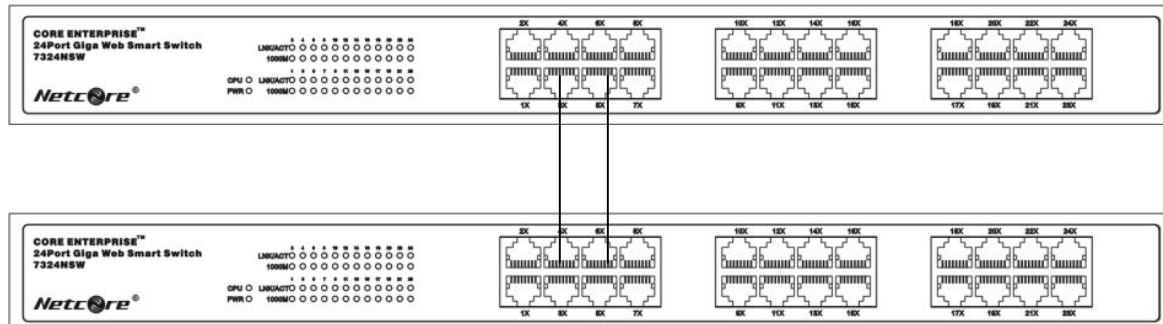 CORE ENTERPRISE™
24Port Giga Web Smart Switch
7324NSW
LNK/ACT
1000M
CPU LNK/ACT
PWR 1000M
Netcore®
2X 4X 6X 8X
1X 3X 5X 7X
10X 12X 14X 16X
9X 11X 13X 15X
18X 20X 22X 24X
17X 19X 21X 23X
CORE ENTERPRISE™
24Port Giga Web Smart Switch
7324NSW
LNK/ACT
1000M
CPU LNK/ACT
PWR 1000M
Netcore®
2X 4X 6X 8X
1X 3X 5X 7X
10X 12X 14X 16X
9X 11X 13X 15X
18X 20X 22X 24X
17X 19X 21X 23X